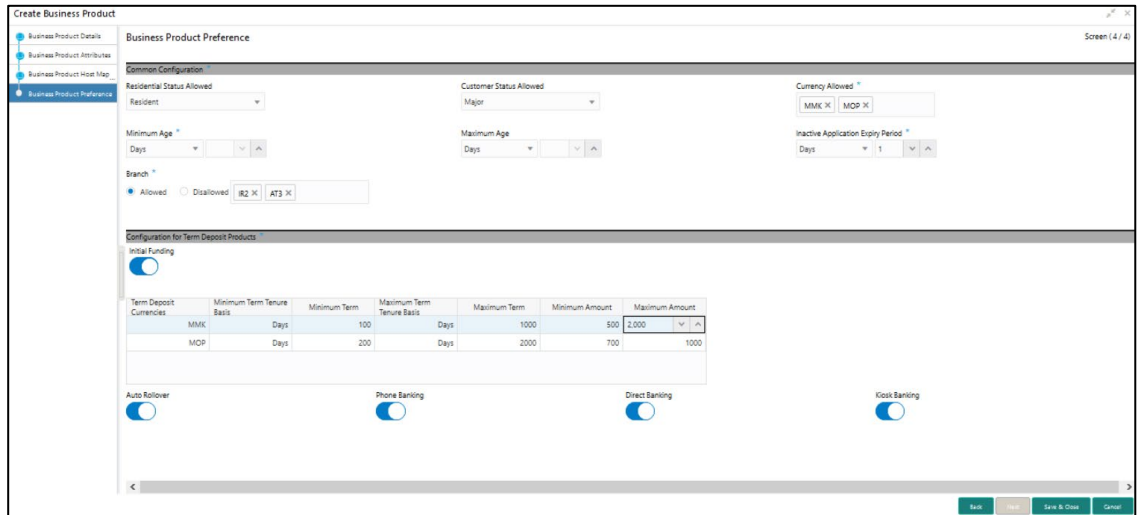 Create Business Product
Business Product Details
Business Product Attributes
Business Product Host Map...
Business Product Preference
Business Product Preference
Screen ( 4 / 4)
Common Configuration *
Residential Status Allowed
Customer Status Allowed
Currency Allowed *
Resident
Major
MMK × MOP ×
Minimum Age *
Maximum Age
Inactive Application Expiry Period *
Days
Days
Days 1
Branch *
Allowed Disallowed IR2 × AT3 ×
Configuration for Term Deposit Products *
Initial Funding
Term Deposit Currencies Minimum Term Tenure Basis Minimum Term Maximum Term Tenure Basis Maximum Term Minimum Amount Maximum Amount
MMK Days 100 Days 1000 500 2,000
MOP Days 200 Days 2000 700 1000
Auto Rollover Phone Banking Direct Banking Kiosk Banking
Back Next Save & Close Cancel